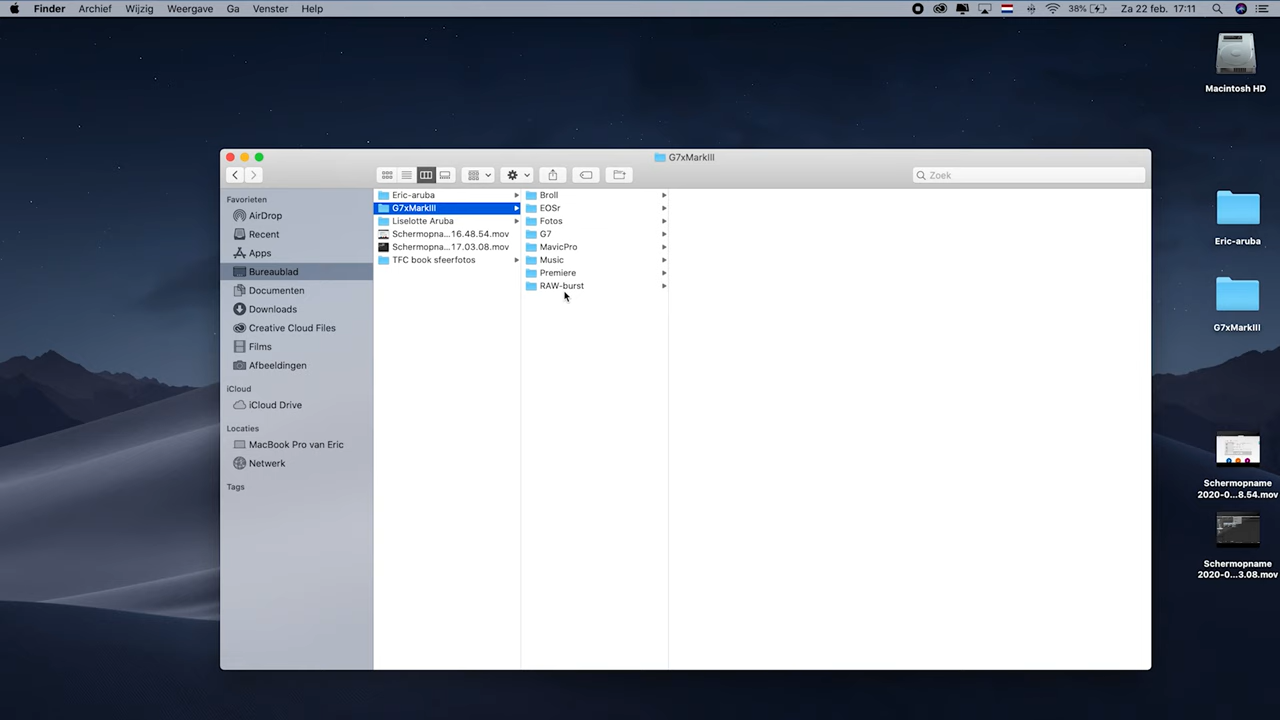 Finder Archief Wijzig Weergave Ga Venster Help 38% Za 22 feb. 17:11
Macintosh HD
G7xMarkIII
Zoek
Favorieten
AirDrop
Recent
Apps
Bureaublad
Documenten
Downloads
Creative Cloud Files
Films
Afbeeldingen
iCloud
iCloud Drive
Locaties
MacBook Pro van Eric
Netwerk
Tags
Eric-aruba
G7xMarkIII
Liselotte Aruba
Schermopna...16.48.54.mov
Schermopna...17.03.08.mov
TFC book sfeerfotos
Broll
EOSr
Fotos
G7
MavicPro
Music
Premiere
RAW-burst
Eric-aruba
G7xMarkIII
Schermopname
2020-0...8.54.mov
Schermopname
2020-0...3.08.mov